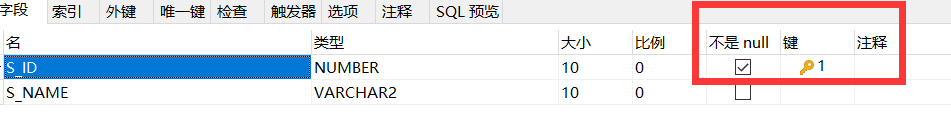 字段 索引 外键 唯一键 检查 触发器 选项 注释 SQL 预览
名 类型 大小 比例 不是 null 键 注释
S_ID NUMBER 10 0 1
S_NAME VARCHAR2 10 0